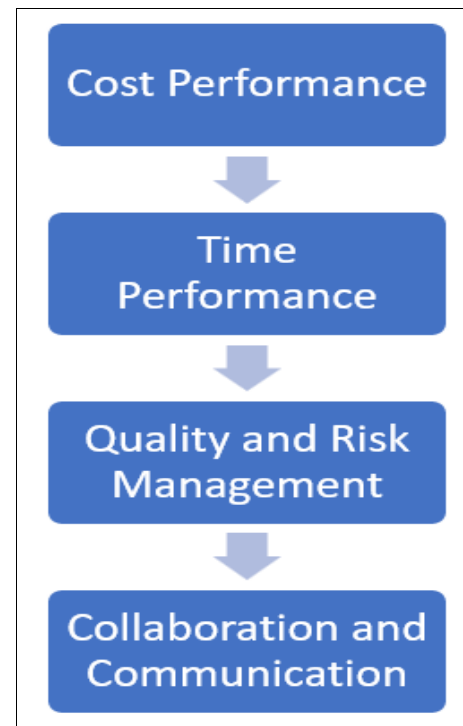 Cost Performance
Time
Performance
Quality and Risk
Management
Collaboration and
Communication